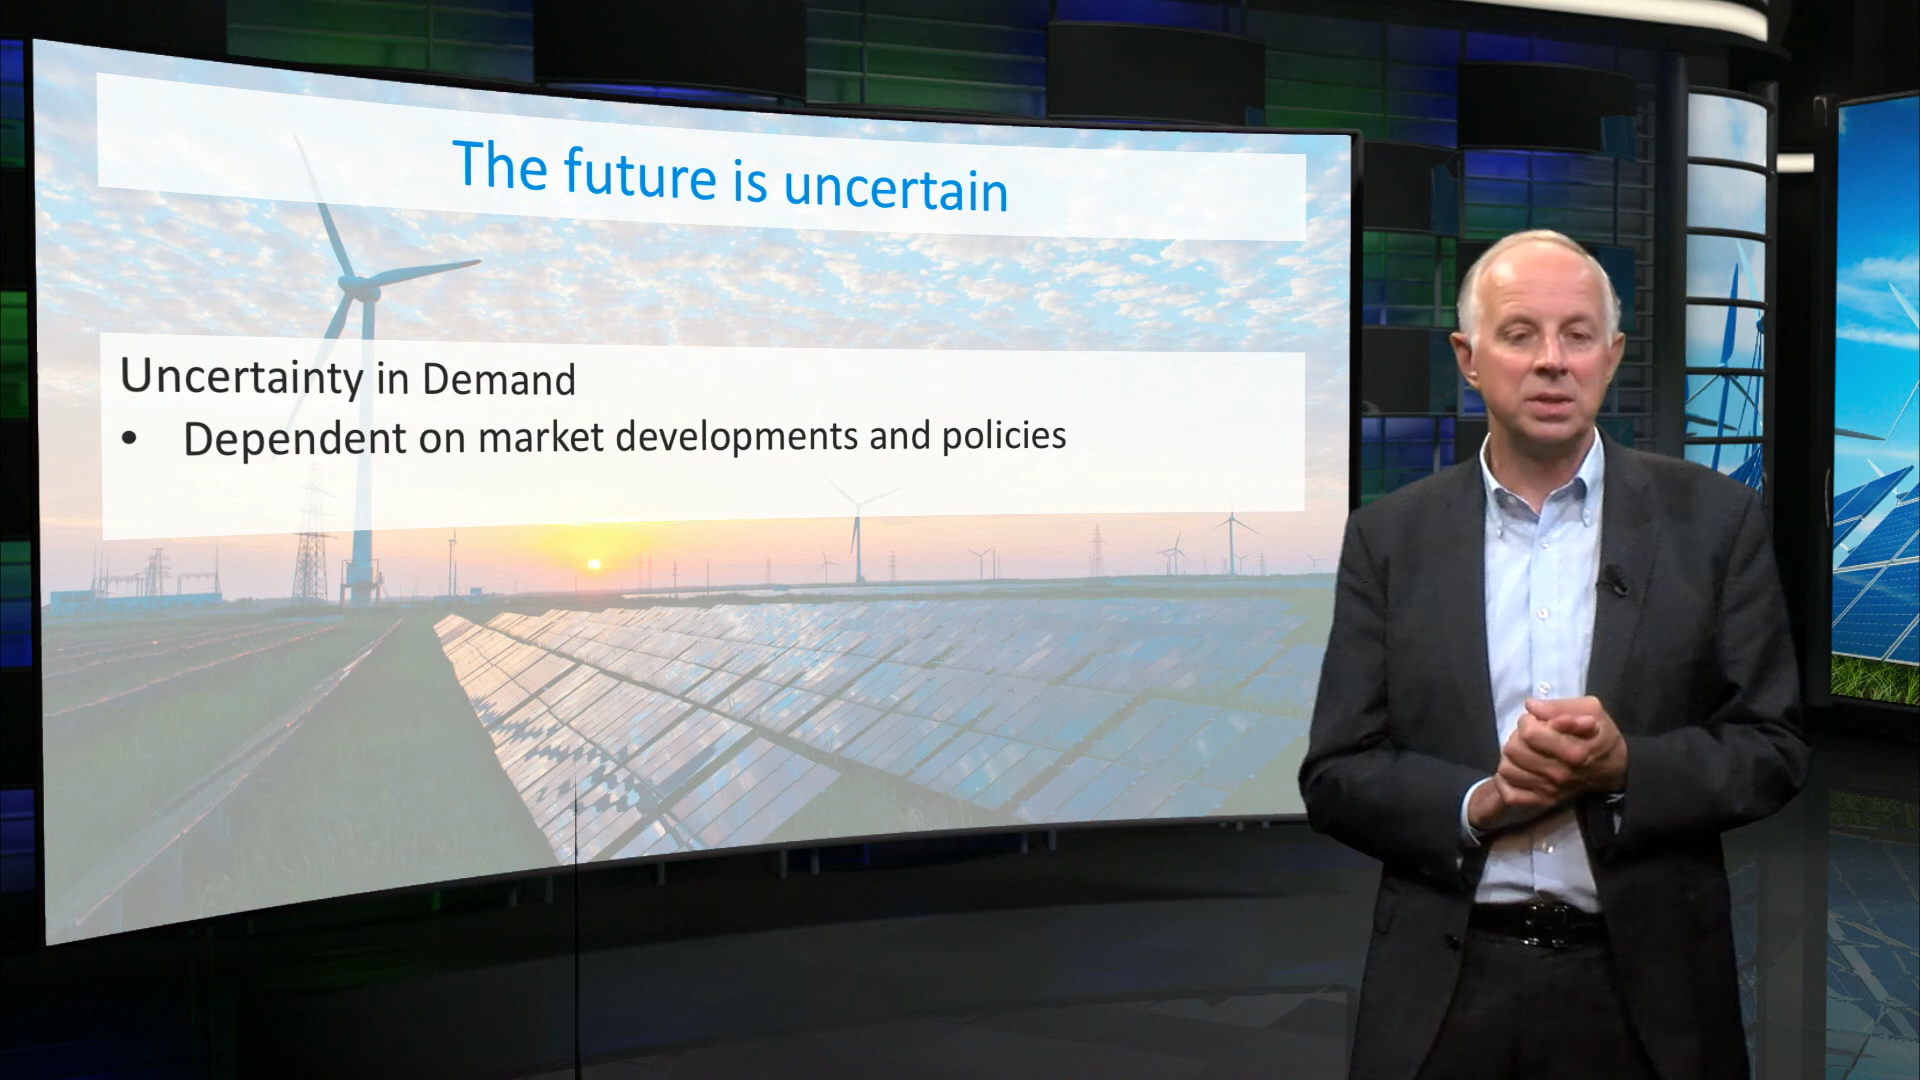 The future is uncertain
Uncertainty in Demand
• Dependent on market developments and policies